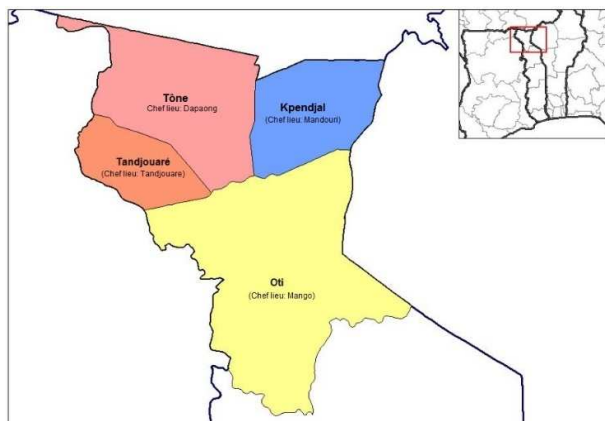 Tône
(Chef lieu: Dapaong
Kpendjal
(Chef lieu: Mandouri)
Tandjouaré
(Chef lieu: Tandjouare)
Oti
(Chef lieu: Mango)